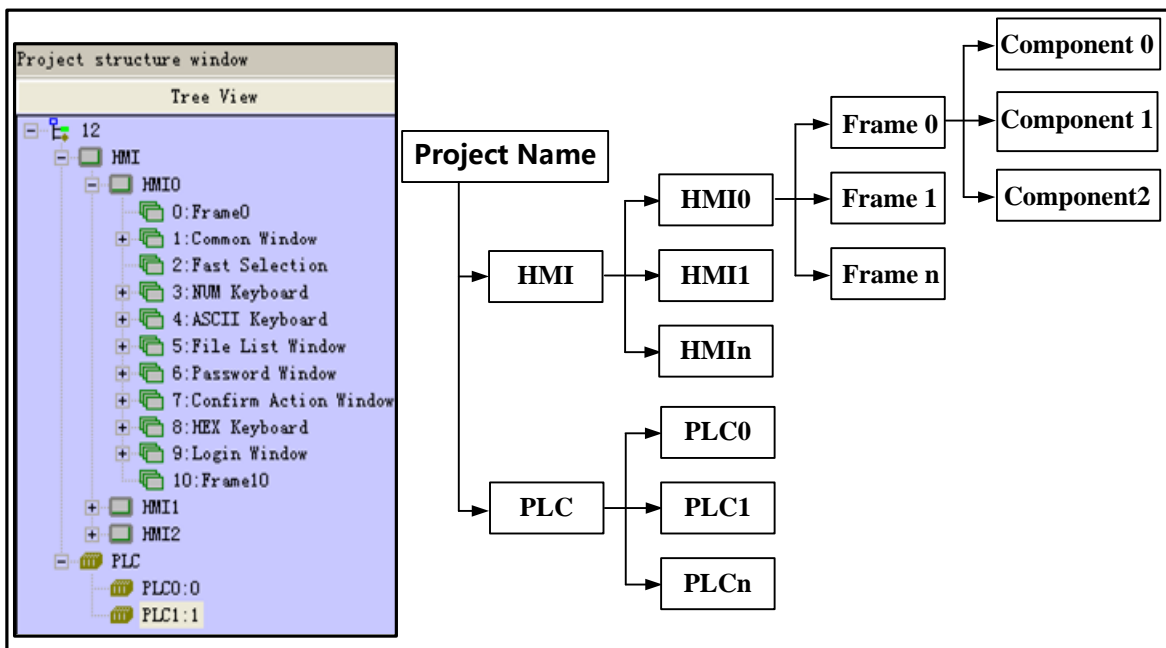 Project structure window
Tree View
12
HMI
HMI0
0:Frame0
1:Common Window
2:Fast Selection
3:NUM Keyboard
4:ASCII Keyboard
5:File List Window
6:Password Window
7:Confirm Action Window
8:HEX Keyboard
9:Login Window
10:Frame10
HMI1
HMI2
PLC
PLC0:0
PLC1:1
Project Name
HMI
PLC
HMI0
HMI1
HMIn
PLC0
PLC1
PLCn
Frame 0
Frame 1
Frame n
Component 0
Component 1
Component2